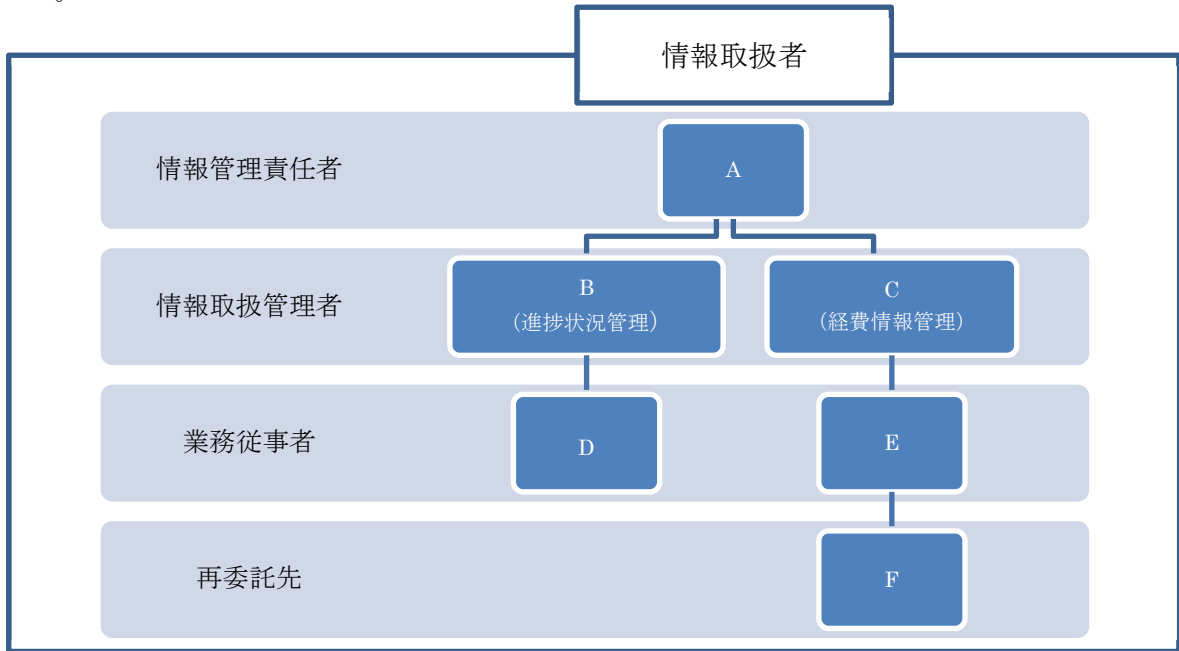 情報取扱者
情報管理責任者
A
情報取扱管理者
B
（進捗状況管理）
C
（経費情報管理）
業務従事者
D
E
再委託先
F